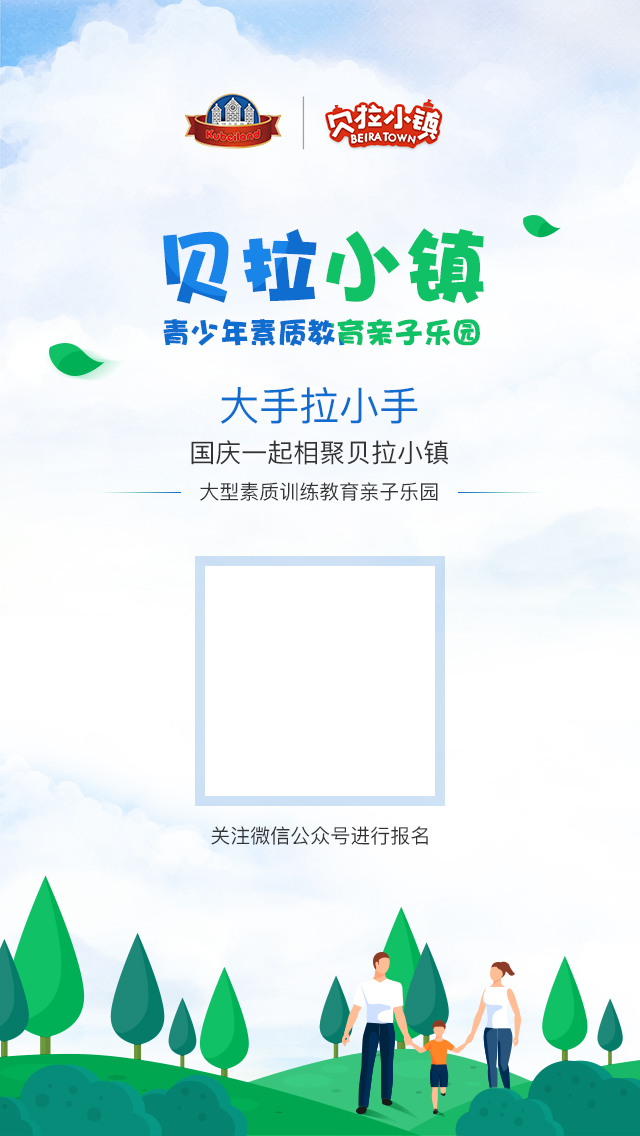 Kubeiland
贝拉小镇
BEIRA TOWN
贝拉小镇
青少年素质教育亲子乐园
大手拉小手
国庆一起相聚贝拉小镇
大型素质训练教育亲子乐园
关注微信公众号进行报名